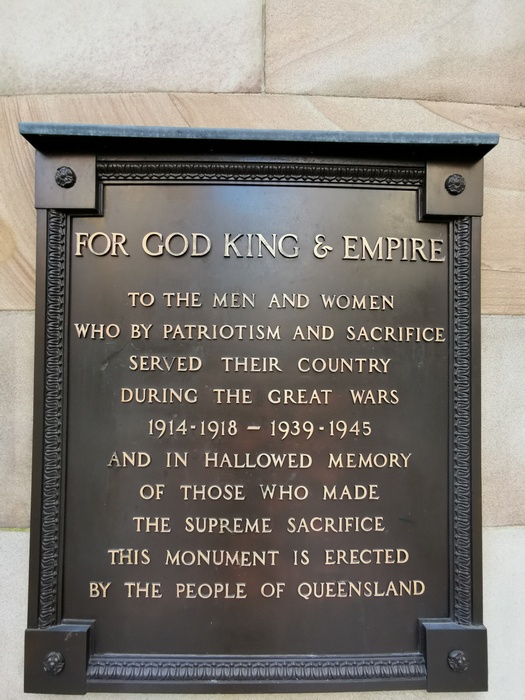 FOR GOD KING & EMPIRE
TO THE MEN AND WOMEN
WHO BY PATRIOTISM AND SACRIFICE
SERVED THEIR COUNTRY
DURING THE GREAT WARS
1914-1918 – 1939-1945
AND IN HALLOWED MEMORY
OF THOSE WHO MADE
THE SUPREME SACRIFICE
THIS MONUMENT IS ERECTED
BY THE PEOPLE OF QUEENSLAND